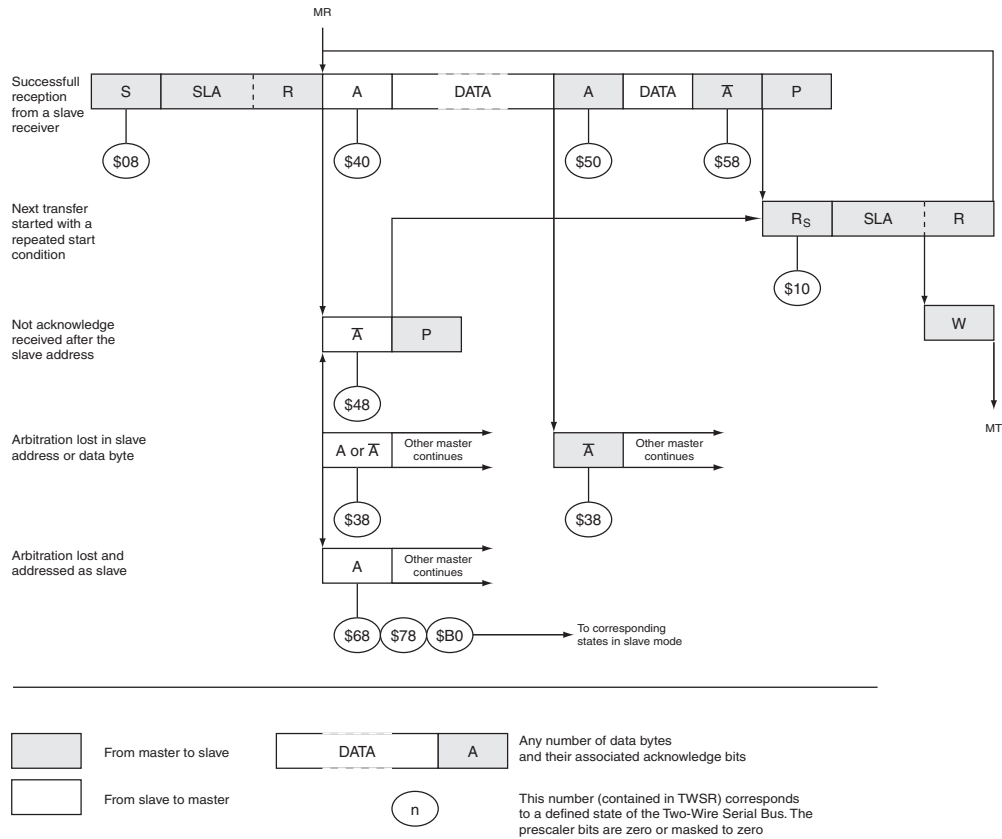 MR
Successfull
reception
from a slave
receiver
S SLA R A DATA A DATA A̅ P
$08 $40 $50 $58
Next transfer
started with a
repeated start
condition
RS SLA R
$10
Not acknowledge
received after the
slave address
A̅ P
W
$48
MT
Arbitration lost in slave
address or data byte
A or A̅ Other master
continues
A̅ Other master
continues
$38 $38
Arbitration lost and
addressed as slave
A Other master
continues
$68 $78 $B0 To corresponding
states in slave mode
From master to slave
DATA A Any number of data bytes
and their associated acknowledge bits
From slave to master
n This number (contained in TWSR) corresponds
to a defined state of the Two-Wire Serial Bus. The
prescaler bits are zero or masked to zero